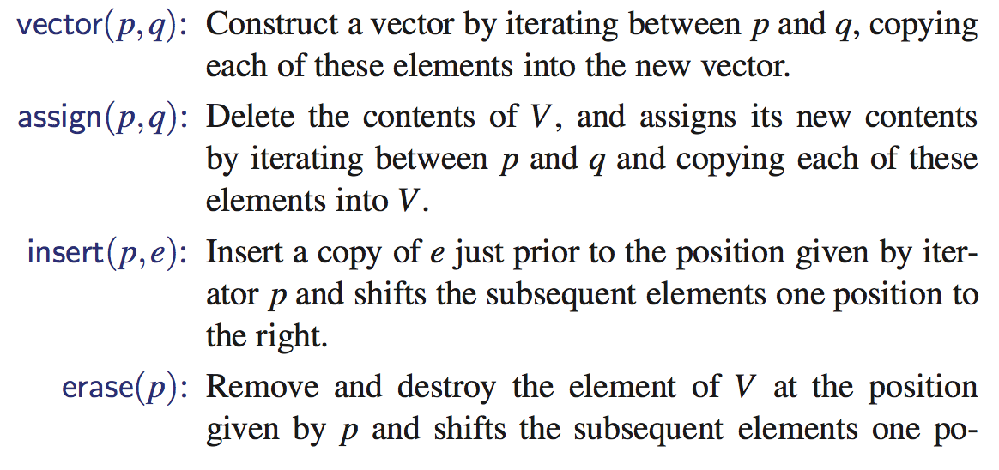 vector(p,q): Construct a vector by iterating between p and q, copying
each of these elements into the new vector.
assign(p,q): Delete the contents of V, and assigns its new contents
by iterating between p and q and copying each of these
elements into V.
insert(p,e): Insert a copy of e just prior to the position given by iter-
ator p and shifts the subsequent elements one position to
the right.
erase(p): Remove and destroy the element of V at the position
given by p and shifts the subsequent elements one po-